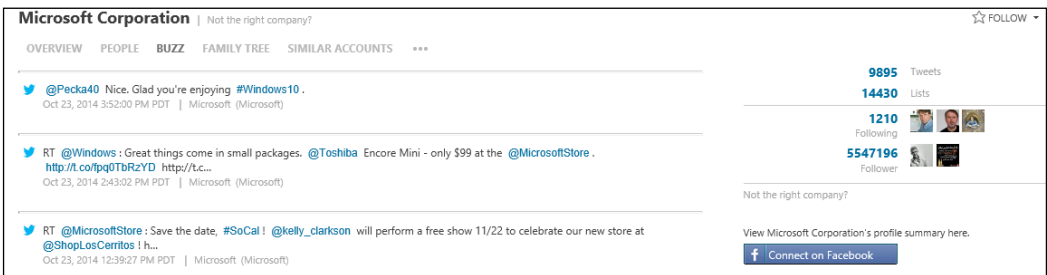 Microsoft Corporation | Not the right company?
FOLLOW
OVERVIEW PEOPLE BUZZ FAMILY TREE SIMILAR ACCOUNTS •••
@Pecka40 Nice. Glad you're enjoying #Windows10 .
Oct 23, 2014 3:52:00 PM PDT | Microsoft (Microsoft)
RT @Windows : Great things come in small packages. @Toshiba Encore Mini - only $99 at the @MicrosoftStore .
http://t.co/fpq0TbRzYD http://t.c...
Oct 23, 2014 2:43:02 PM PDT | Microsoft (Microsoft)
RT @MicrosoftStore : Save the date, #SoCal ! @kelly_clarkson will perform a free show 11/22 to celebrate our new store at
@ShopLosCerritos ! h...
Oct 23, 2014 12:39:27 PM PDT | Microsoft (Microsoft)
9895 Tweets
14430 Lists
1210
Following
5547196
Follower
Not the right company?
View Microsoft Corporation's profile summary here.
f Connect on Facebook